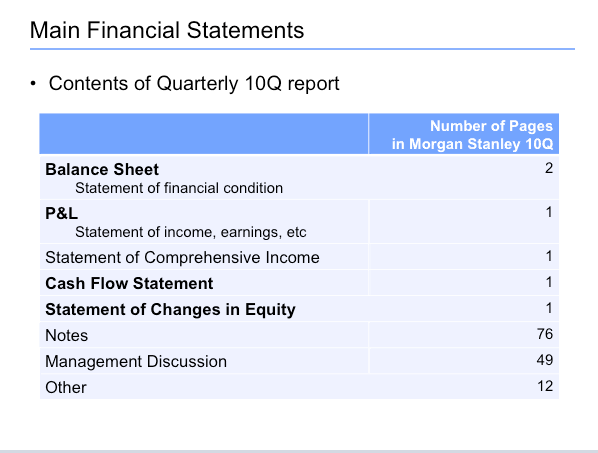 Main Financial Statements
• Contents of Quarterly 10Q report
Number of Pages
in Morgan Stanley 10Q
Balance Sheet 2
Statement of financial condition
P&L 1
Statement of income, earnings, etc
Statement of Comprehensive Income 1
Cash Flow Statement 1
Statement of Changes in Equity 1
Notes 76
Management Discussion 49
Other 12